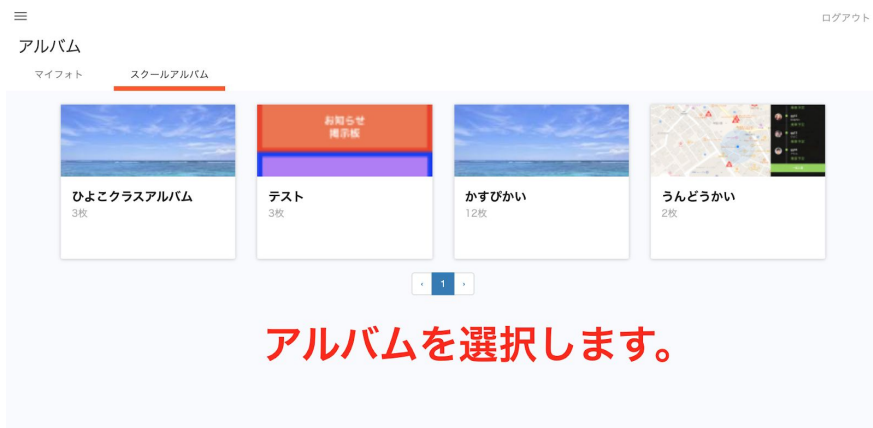 ログアウト
アルバム
マイフォト
スクールアルバム
お知らせ
掲示板
ひよこクラスアルバム
3枚
テスト
3枚
かすぴかい
12枚
うんどうかい
2枚
‹ 1 ›
アルバムを選択します。